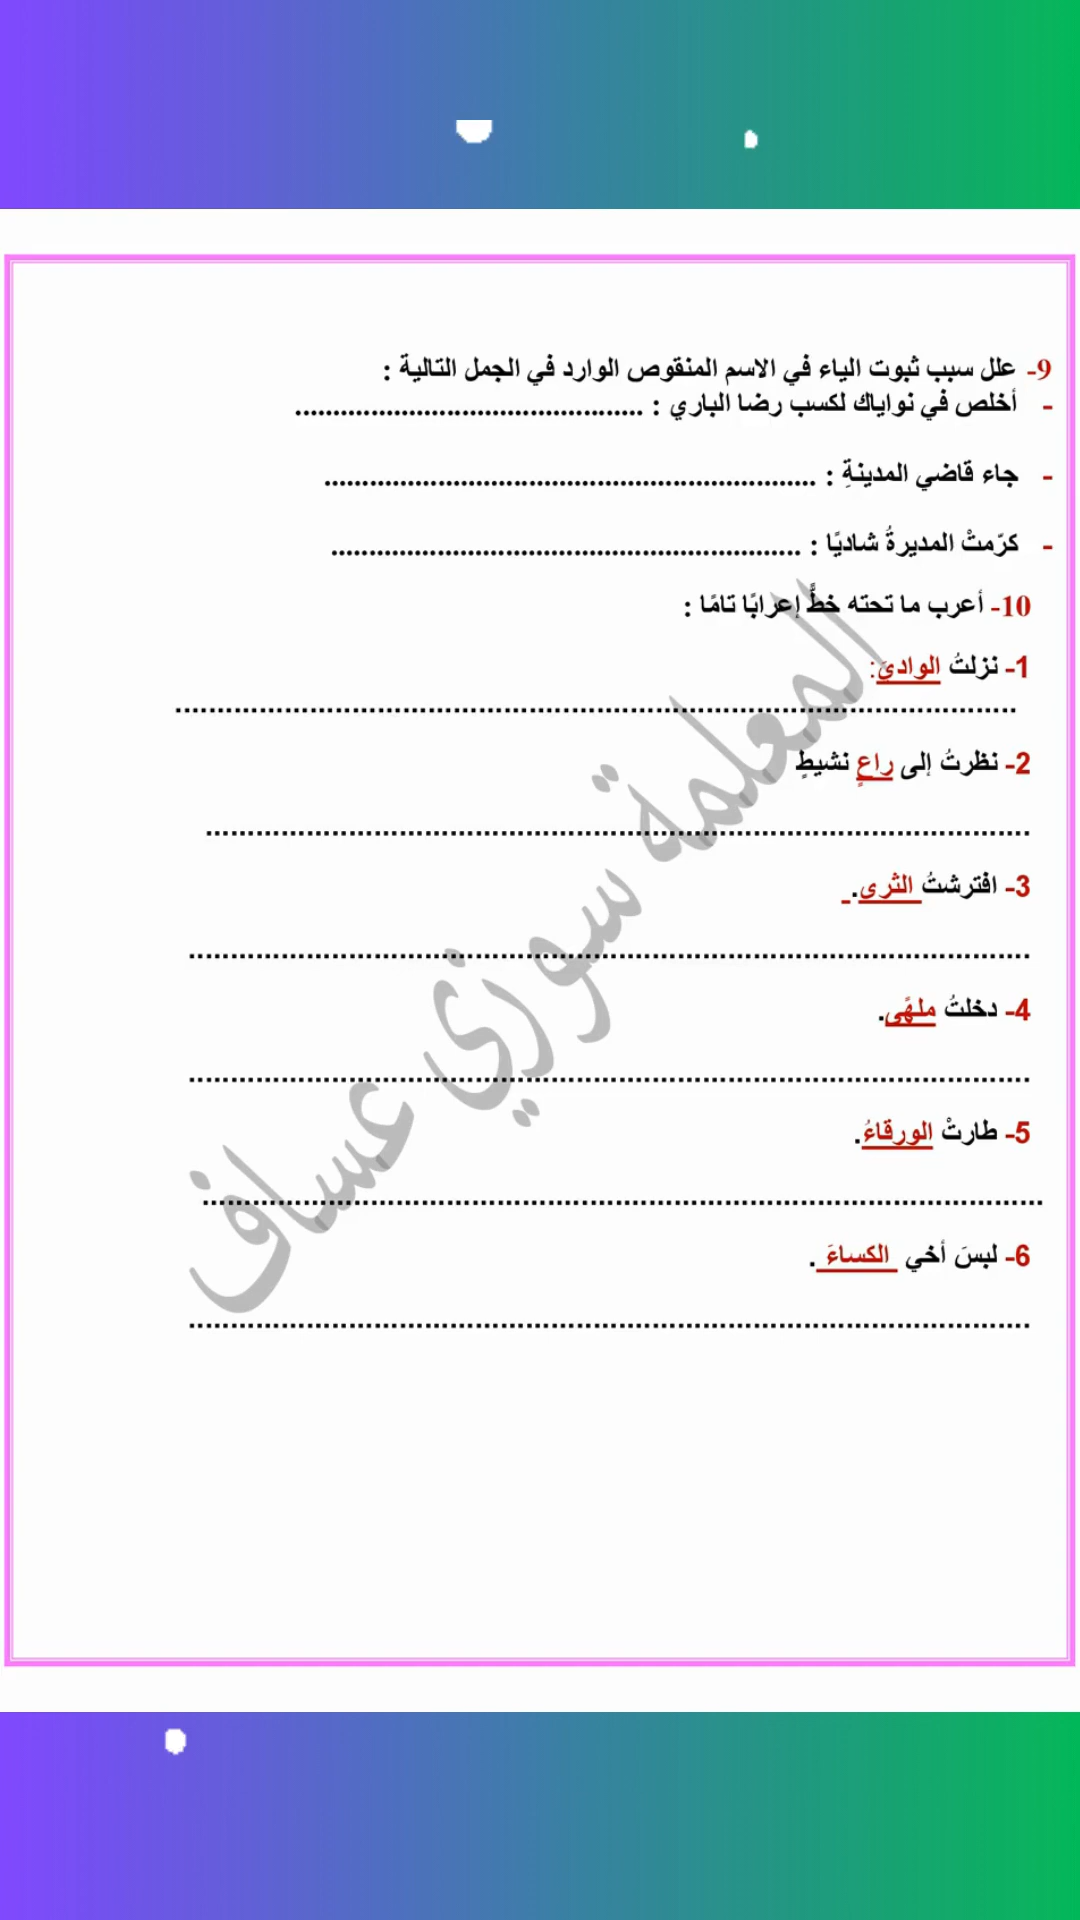 9- علل سبب ثبوت الياء في الاسم المنقوص الوارد في الجمل التالية :
- أخلص في نواياك لكسب رضا الباري : ..............................................
- جاء قاضي المدينةِ : .................................................................
- كرّمتْ المديرةُ شاديًا : ..............................................................
10- أعرب ما تحته خطٌّ إعرابًا تامًا :
1- نزلتُ الواديَ:
....................................................................................................
2- نظرتُ إلى راعٍ نشيطٍ
....................................................................................................
3- افترشتُ الثرى.
....................................................................................................
4- دخلتُ ملهًى.
....................................................................................................
5- طارتْ الورقاءُ.
....................................................................................................
6- لبسَ أخي الكساءَ .
....................................................................................................
المعلمة سوزي عساف